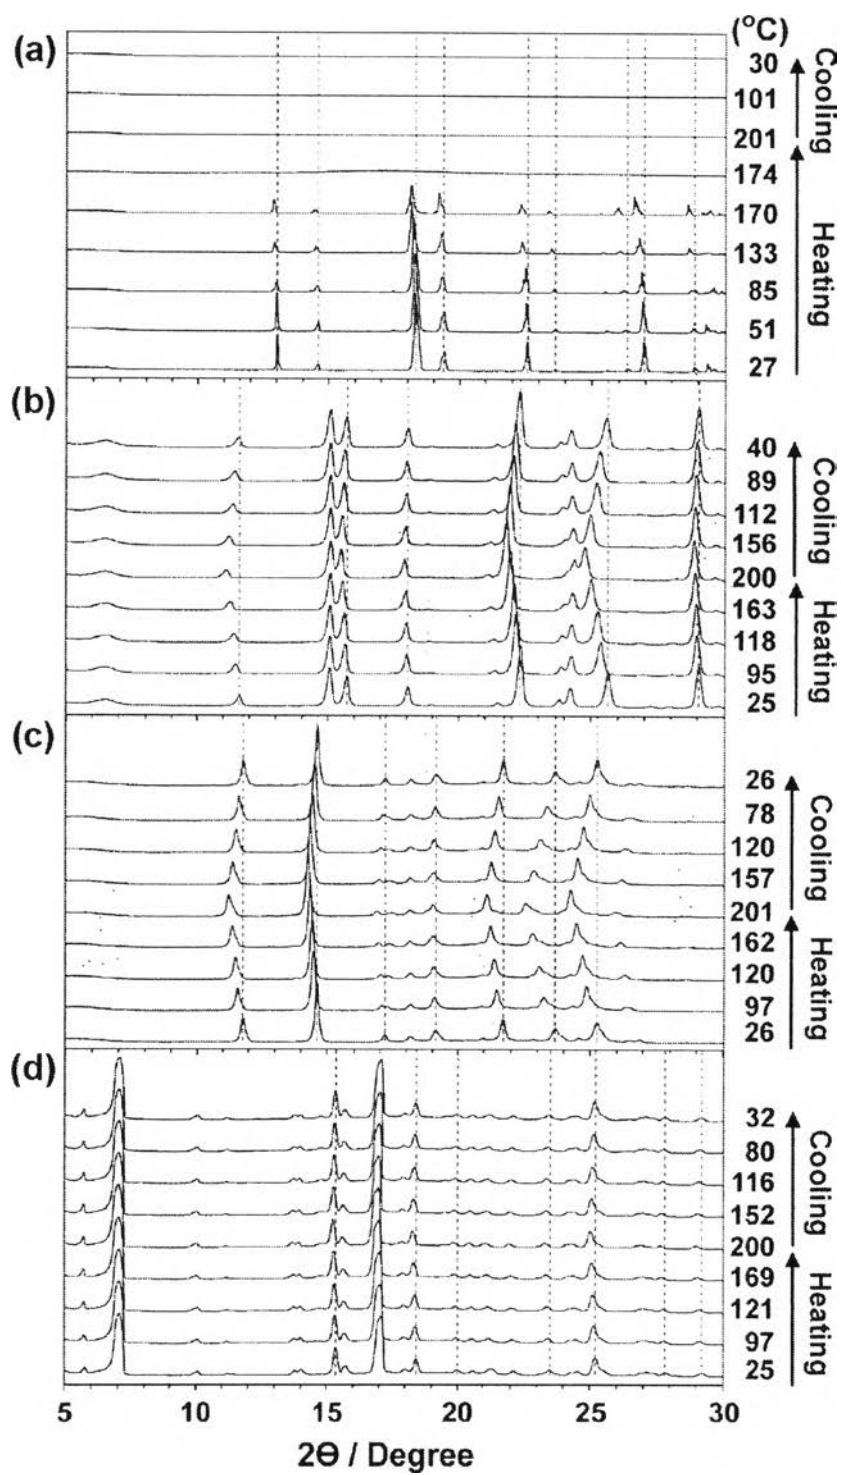 (°C)
(a)
30
101
201
174
170
133
85
51
27
Cooling
Heating
(b)
40
89
112
156
200
163
118
95
25
Cooling
Heating
(c)
26
78
120
157
201
162
120
97
26
Cooling
Heating
(d)
32
80
116
152
200
169
121
97
25
Cooling
Heating
5 10 15 20 25 30
2Θ / Degree